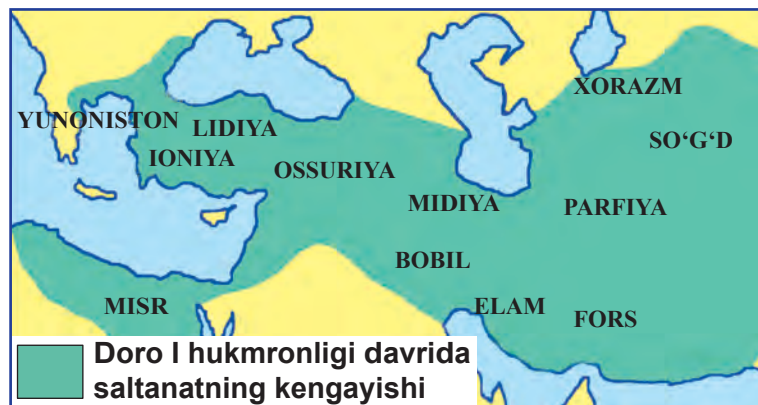 XORAZM
YUNONISTON
LIDIYA
SO‘G‘D
IONIYA
OSSURIYA
MIDIYA
PARFIYA
BOBIL
MISR
ELAM
FORS
Doro I hukmronligi davrida
saltanatning kengayishi